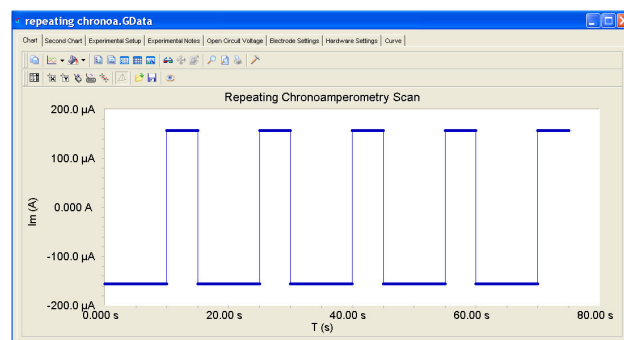 repeating chronoa.GData
Chart Second Chart Experimental Setup Experimental Notes Open Circuit Voltage Electrode Settings Hardware Settings Curve
Repeating Chronoamperometry Scan
200.0 µA
100.0 µA
0.000 A
-100.0 µA
-200.0 µA
Im (A)
0.000 s 20.00 s 40.00 s 60.00 s 80.00 s
T (s)